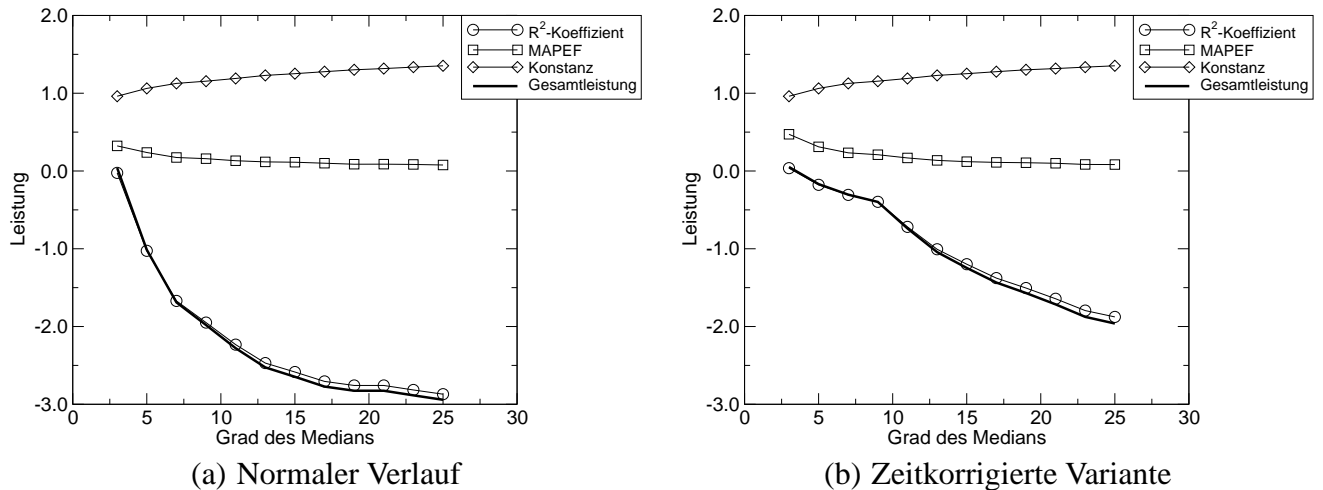 2.0
1.0
0.0
-1.0
-2.0
-3.0
Leistung
0
5
10
15
20
25
30
Grad des Medians
R²-Koeffizient
MAPEF
Konstanz
Gesamtleistung
(a) Normaler Verlauf
2.0
1.0
0.0
-1.0
-2.0
-3.0
Leistung
0
5
10
15
20
25
30
Grad des Medians
R²-Koeffizient
MAPEF
Konstanz
Gesamtleistung
(b) Zeitkorrigierte Variante